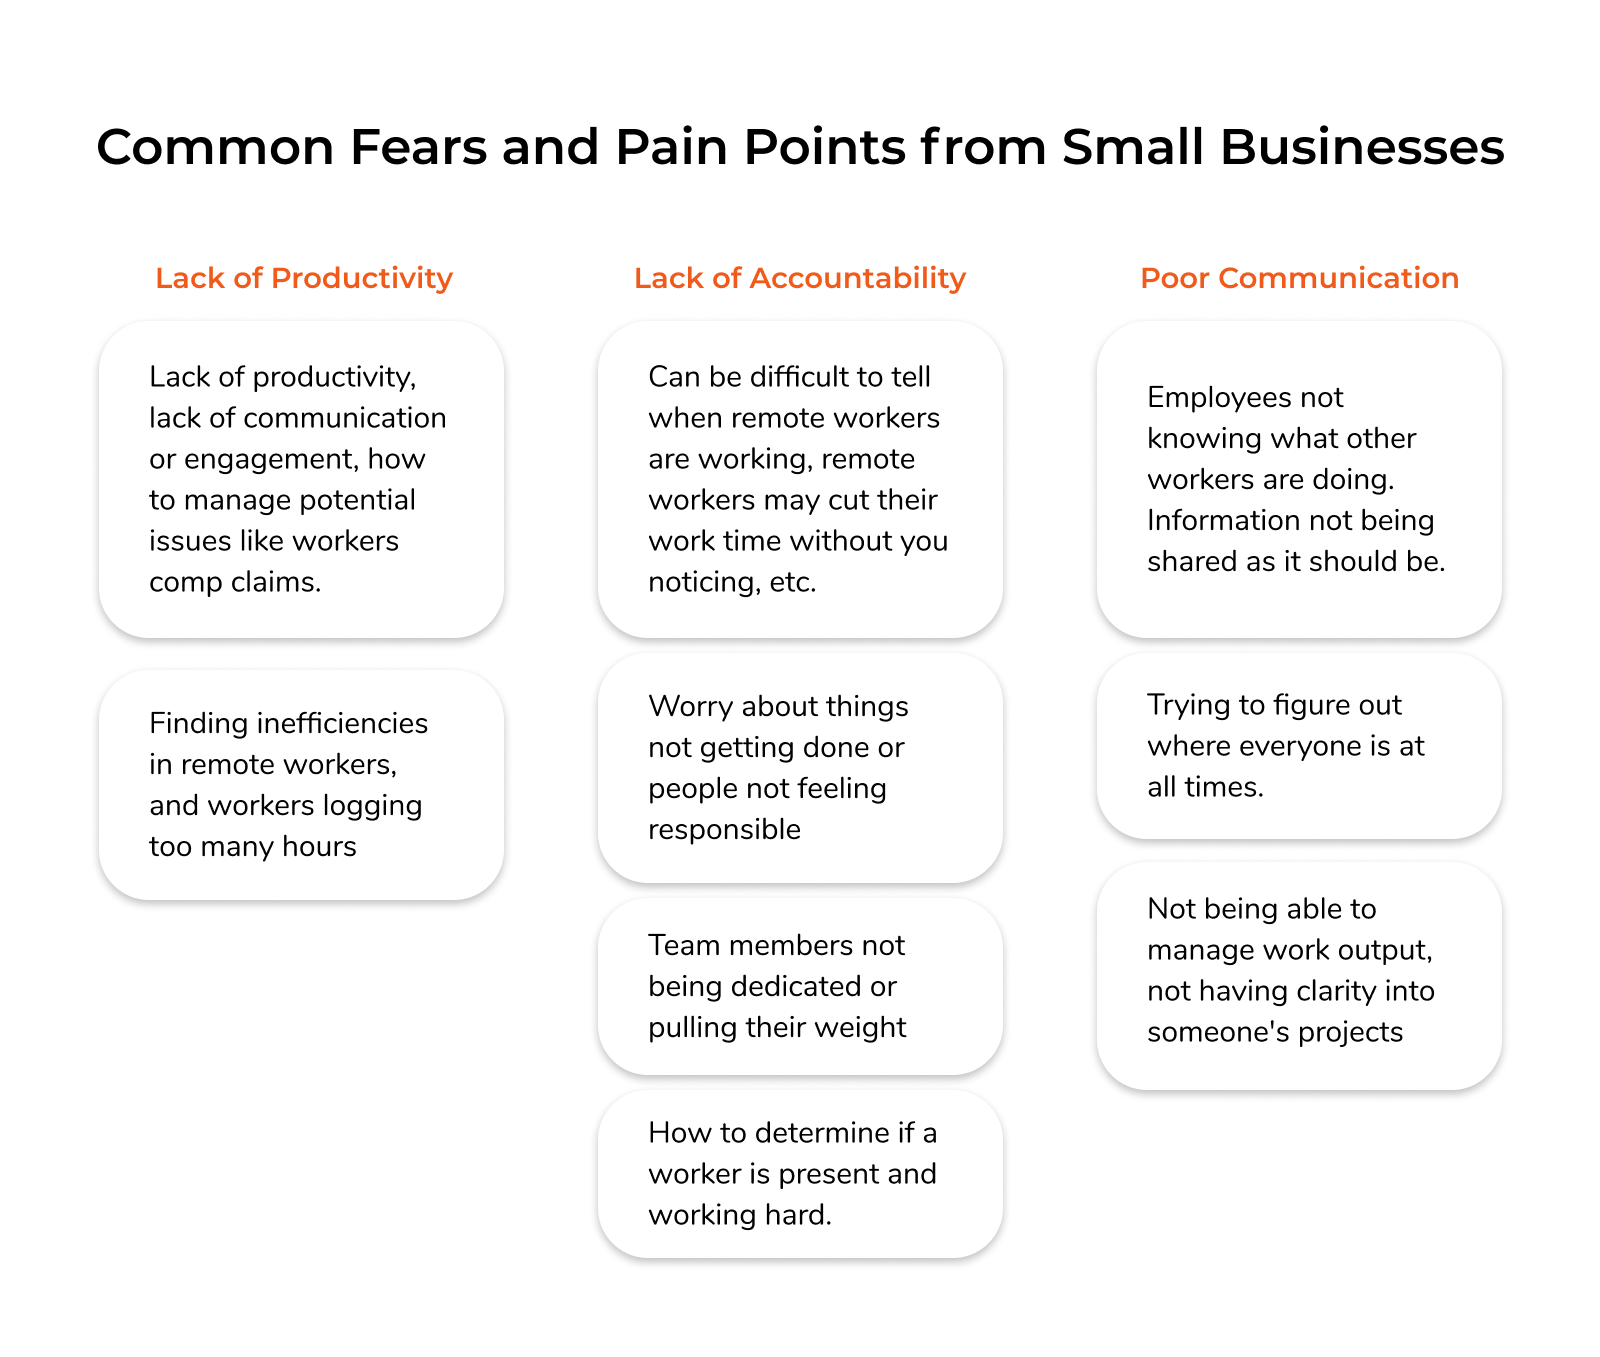 Common Fears and Pain Points from Small Businesses
Lack of Productivity
Lack of productivity,
lack of communication
or engagement, how
to manage potential
issues like workers
comp claims.
Finding inefficiencies
in remote workers,
and workers logging
too many hours
Lack of Accountability
Can be difficult to tell
when remote workers
are working, remote
workers may cut their
work time without you
noticing, etc.
Worry about things
not getting done or
people not feeling
responsible
Team members not
being dedicated or
pulling their weight
How to determine if a
worker is present and
working hard.
Poor Communication
Employees not
knowing what other
workers are doing.
Information not being
shared as it should be.
Trying to figure out
where everyone is at
all times.
Not being able to
manage work output,
not having clarity into
someone's projects